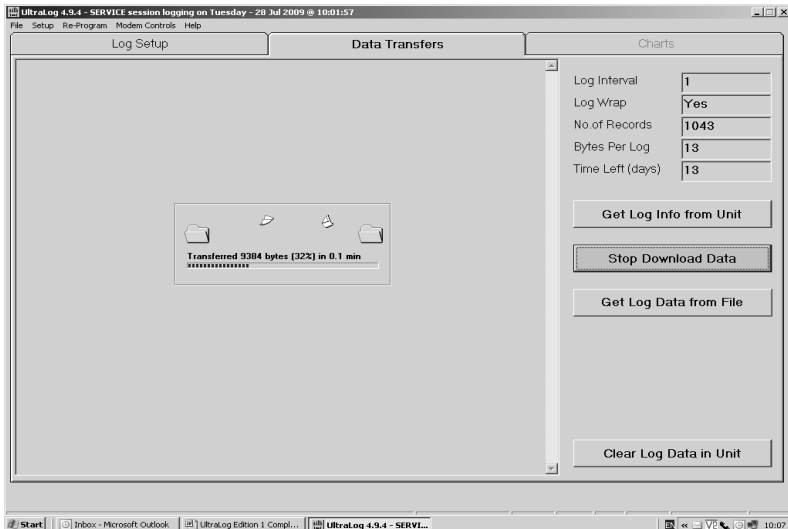 UltraLog 4.9.4 - SERVICE session logging on Tuesday - 28 Jul 2009 @ 10:01:57
File Setup Re-Program Modem Controls Help
Log Setup
Data Transfers
Charts
Log Interval 1
Log Wrap Yes
No.of Records 1043
Bytes Per Log 13
Time Left (days) 13
Get Log Info from Unit
Transferred 9384 bytes (32%) in 0.1 min
Stop Download Data
Get Log Data from File
Clear Log Data in Unit
Start Inbox - Microsoft Outlook UltraLog Edition 1 Compl... UltraLog 4.9.4 - SERVI... EN « 10:07